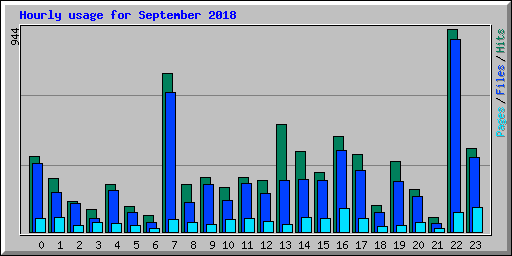 Hourly usage for September 2018
944
Pages / Files / Hits
0 1 2 3 4 5 6 7 8 9 10 11 12 13 14 15 16 17 18 19 20 21 22 23